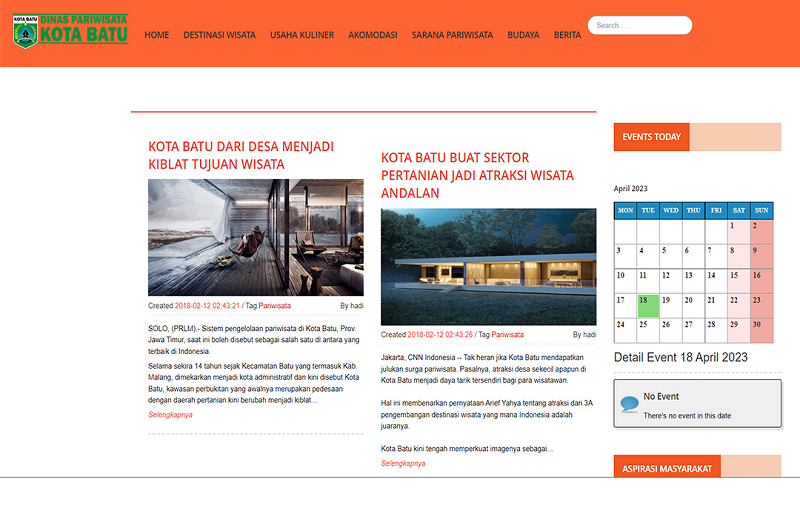 KOTA BATU
DINAS PARIWISATA
KOTA BATU
HOME DESTINASI WISATA USAHA KULINER AKOMODASI SARANA PARIWISATA BUDAYA BERITA
Search . . .
KOTA BATU DARI DESA MENJADI
KIBLAT TUJUAN WISATA
Created 2018-02-12 02:43:21 / Tag Pariwisata By hadi
SOLO, (PRLM).- Sistem pengelolaan pariwisata di Kota Batu, Prov.
Jawa Timur, saat ini boleh disebut sebagai salah satu di antara yang
terbaik di Indonesia.
Selama sekira 14 tahun sejak Kecamatan Batu yang termasuk Kab.
Malang, dimekarkan menjadi kota administratif dan kini disebut Kota
Batu, kawasan perbukitan yang awalnya merupakan pedesaan
dengan daerah pertanian kini berubah menjadi kiblat...
Selengkapnya
KOTA BATU BUAT SEKTOR
PERTANIAN JADI ATRAKSI WISATA
ANDALAN
Created 2018-02-12 02:43:26 / Tag Pariwisata By hadi
Jakarta, CNN Indonesia -- Tak heran jika Kota Batu mendapatkan
julukan surga pariwisata. Pasalnya, atraksi desa sekecil apapun di
Kota Batu menjadi daya tarik tersendiri bagi para wisatawan.
Hal ini membenarkan pernyataan Arief Yahya tentang atraksi dari 3A
pengembangan destinasi wisata yang mana Indonesia adalah
juaranya.
Kota Batu kini tengah memperkuat imagenya sebagai...
Selengkapnya
EVENTS TODAY
April 2023
MON TUE WED THU FRI SAT SUN
1 2
3 4 5 6 7 8 9
10 11 12 13 14 15 16
17 18 19 20 21 22 23
24 25 26 27 28 29 30
Detail Event 18 April 2023
No Event
There's no event in this date
ASPIRASI MASYARAKAT